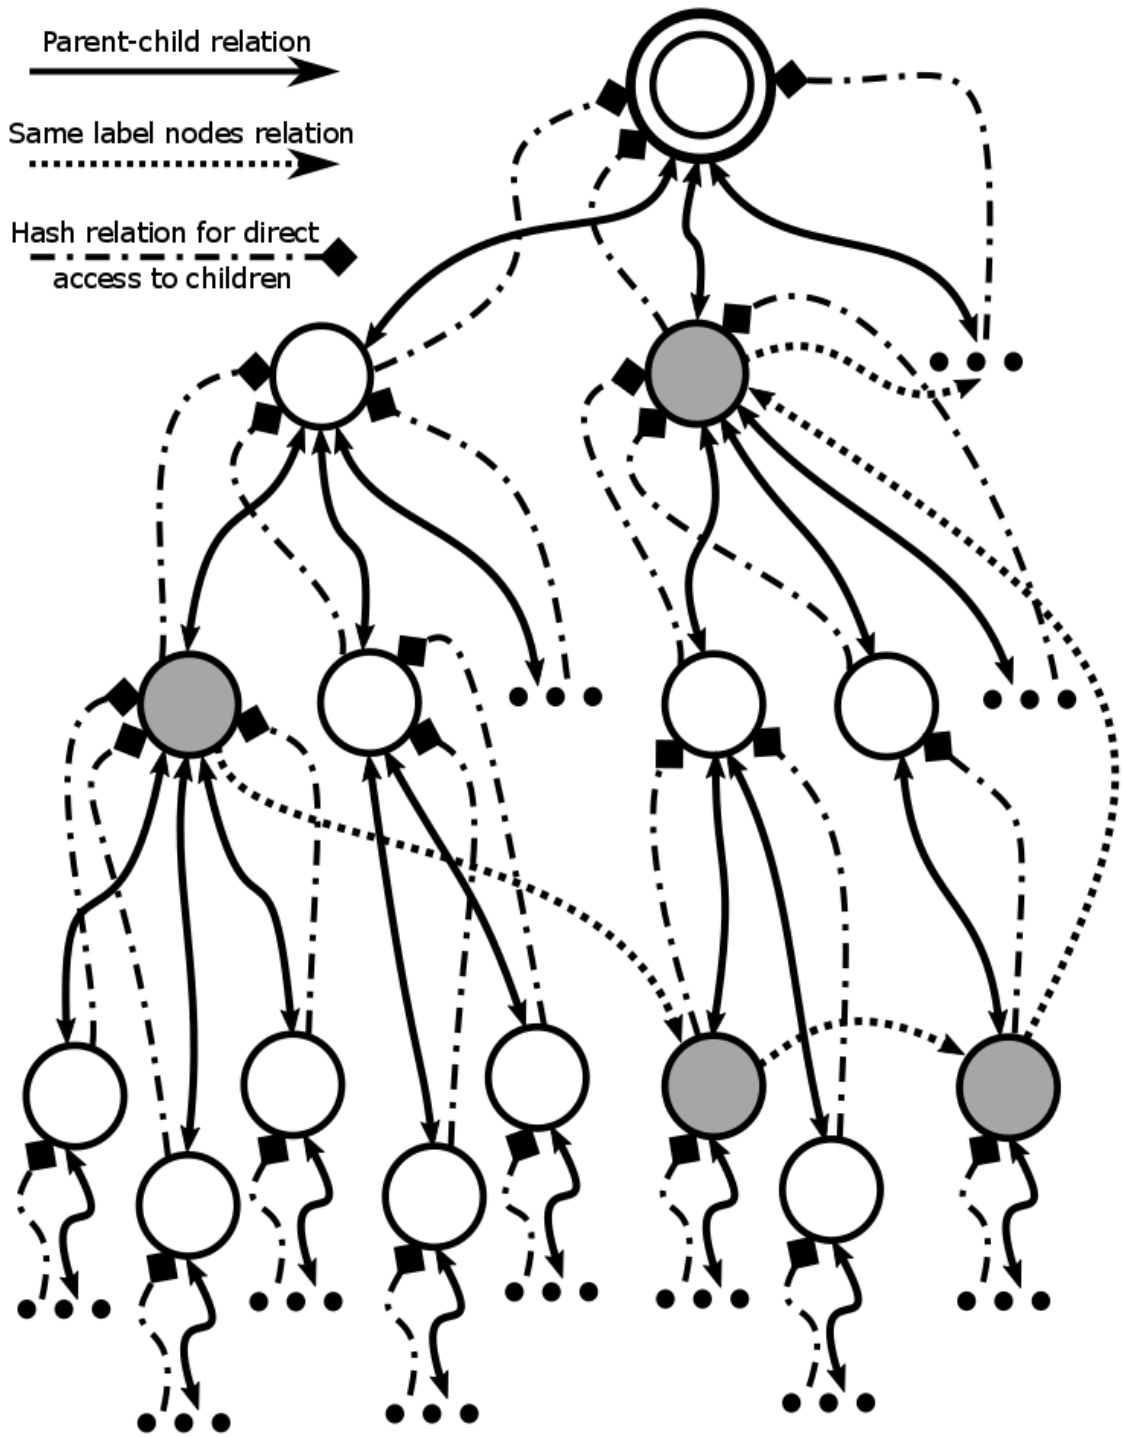 Parent-child relation
Same label nodes relation
Hash relation for direct
access to children